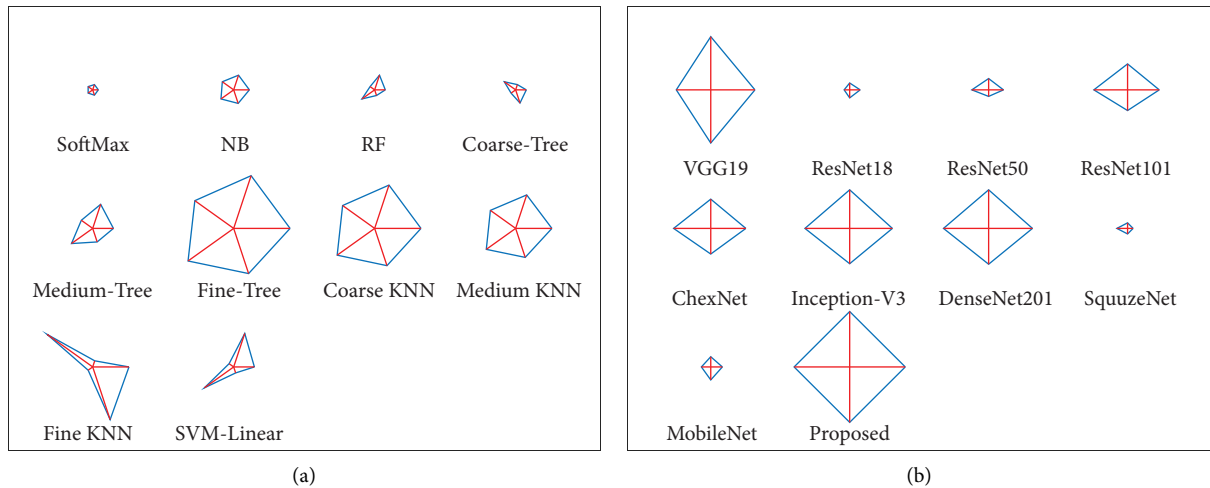 SoftMax NB RF Coarse-Tree
Medium-Tree Fine-Tree Coarse KNN Medium KNN
Fine KNN SVM-Linear
(a)
VGG19 ResNet18 ResNet50 ResNet101
ChexNet Inception-V3 DenseNet201 SquuzeNet
MobileNet Proposed
(b)